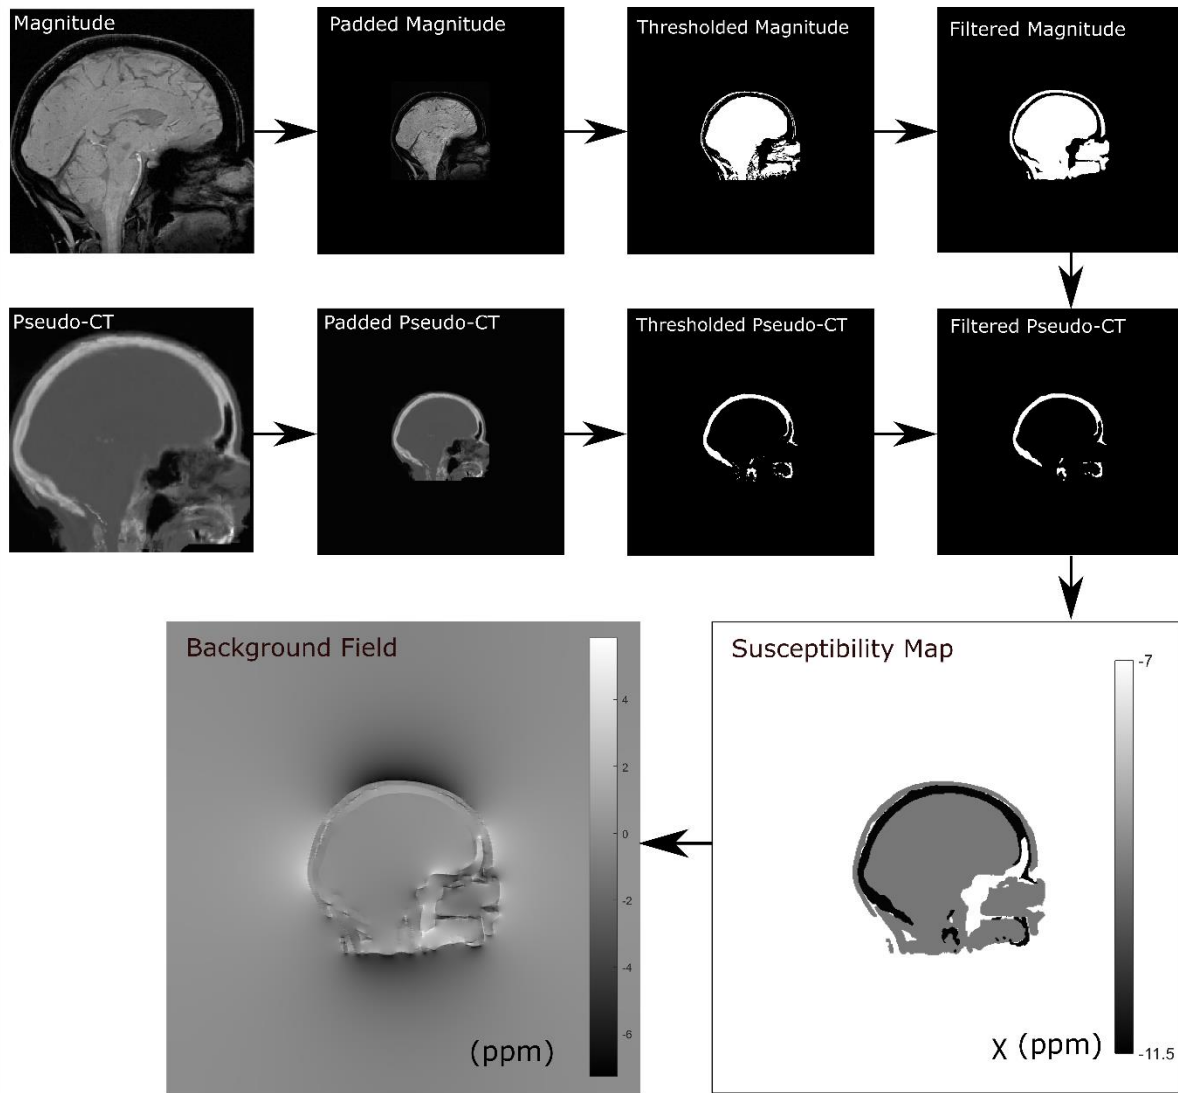 Magnitude
Padded Magnitude
Thresholded Magnitude
Filtered Magnitude
Pseudo-CT
Padded Pseudo-CT
Thresholded Pseudo-CT
Filtered Pseudo-CT
Background Field
4
2
0
-2
-4
-6
(ppm)
Susceptibility Map
-7
-11.5
χ (ppm)